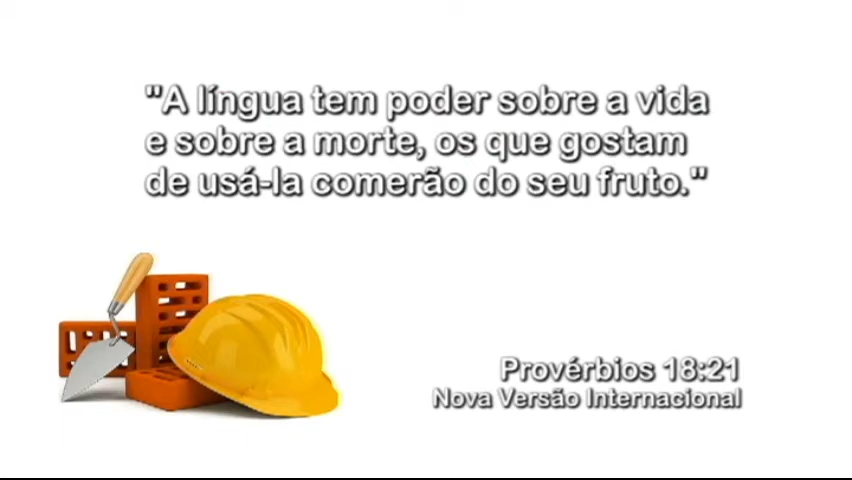 "A língua tem poder sobre a vida
e sobre a morte, os que gostam
de usá-la comerão do seu fruto."
Provérbios 18:21
Nova Versão Internacional